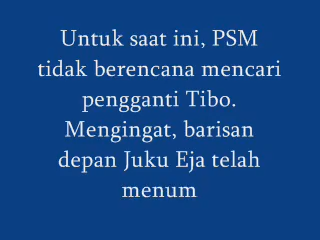 Untuk saat ini, PSM
tidak berencana mencari
pengganti Tibo.
Mengingat, barisan
depan Juku Eja telah
menum